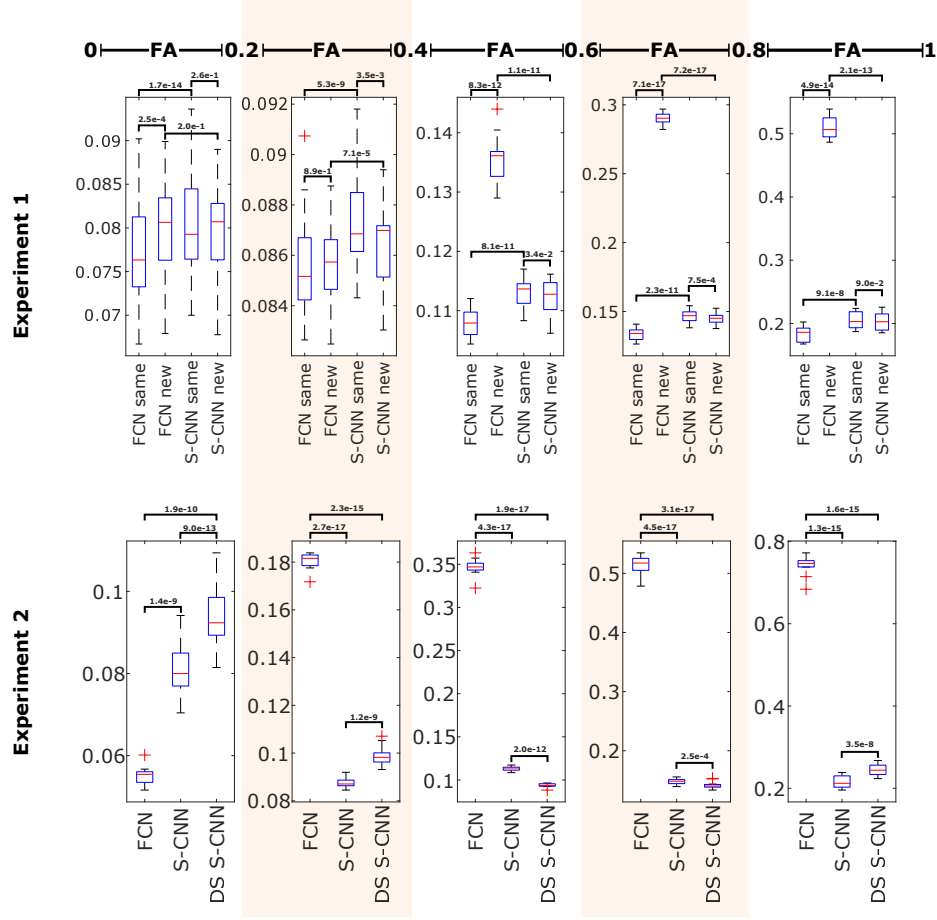 0 FA 0.2 FA 0.4 FA 0.6 FA 0.8 FA 1
Experiment 1
1.7e-14
2.6e-1
2.5e-4
2.0e-1
0.09
0.085
0.08
0.075
0.07
FCN same
FCN new
S-CNN same
S-CNN new
5.3e-9
3.5e-3
8.9e-1
7.1e-5
0.092
0.09
0.088
0.086
0.084
FCN same
FCN new
S-CNN same
S-CNN new
8.3e-12
1.1e-11
8.1e-11
3.4e-2
0.14
0.13
0.12
0.11
FCN same
FCN new
S-CNN same
S-CNN new
7.1e-17
7.2e-17
2.3e-11
7.5e-4
0.3
0.25
0.2
0.15
FCN same
FCN new
S-CNN same
S-CNN new
4.9e-14
2.1e-13
9.1e-8
9.0e-2
0.5
0.4
0.3
0.2
FCN same
FCN new
S-CNN same
S-CNN new
Experiment 2
1.9e-10
9.0e-13
1.4e-9
0.1
0.08
0.06
FCN
S-CNN
DS S-CNN
2.3e-15
2.7e-17
1.2e-9
0.18
0.16
0.14
0.12
0.1
0.08
FCN
S-CNN
DS S-CNN
1.9e-17
4.3e-17
2.0e-12
0.35
0.3
0.25
0.2
0.15
0.1
FCN
S-CNN
DS S-CNN
3.1e-17
4.5e-17
2.5e-4
0.5
0.4
0.3
0.2
FCN
S-CNN
DS S-CNN
1.6e-15
1.3e-15
3.5e-8
0.8
0.6
0.4
0.2
FCN
S-CNN
DS S-CNN